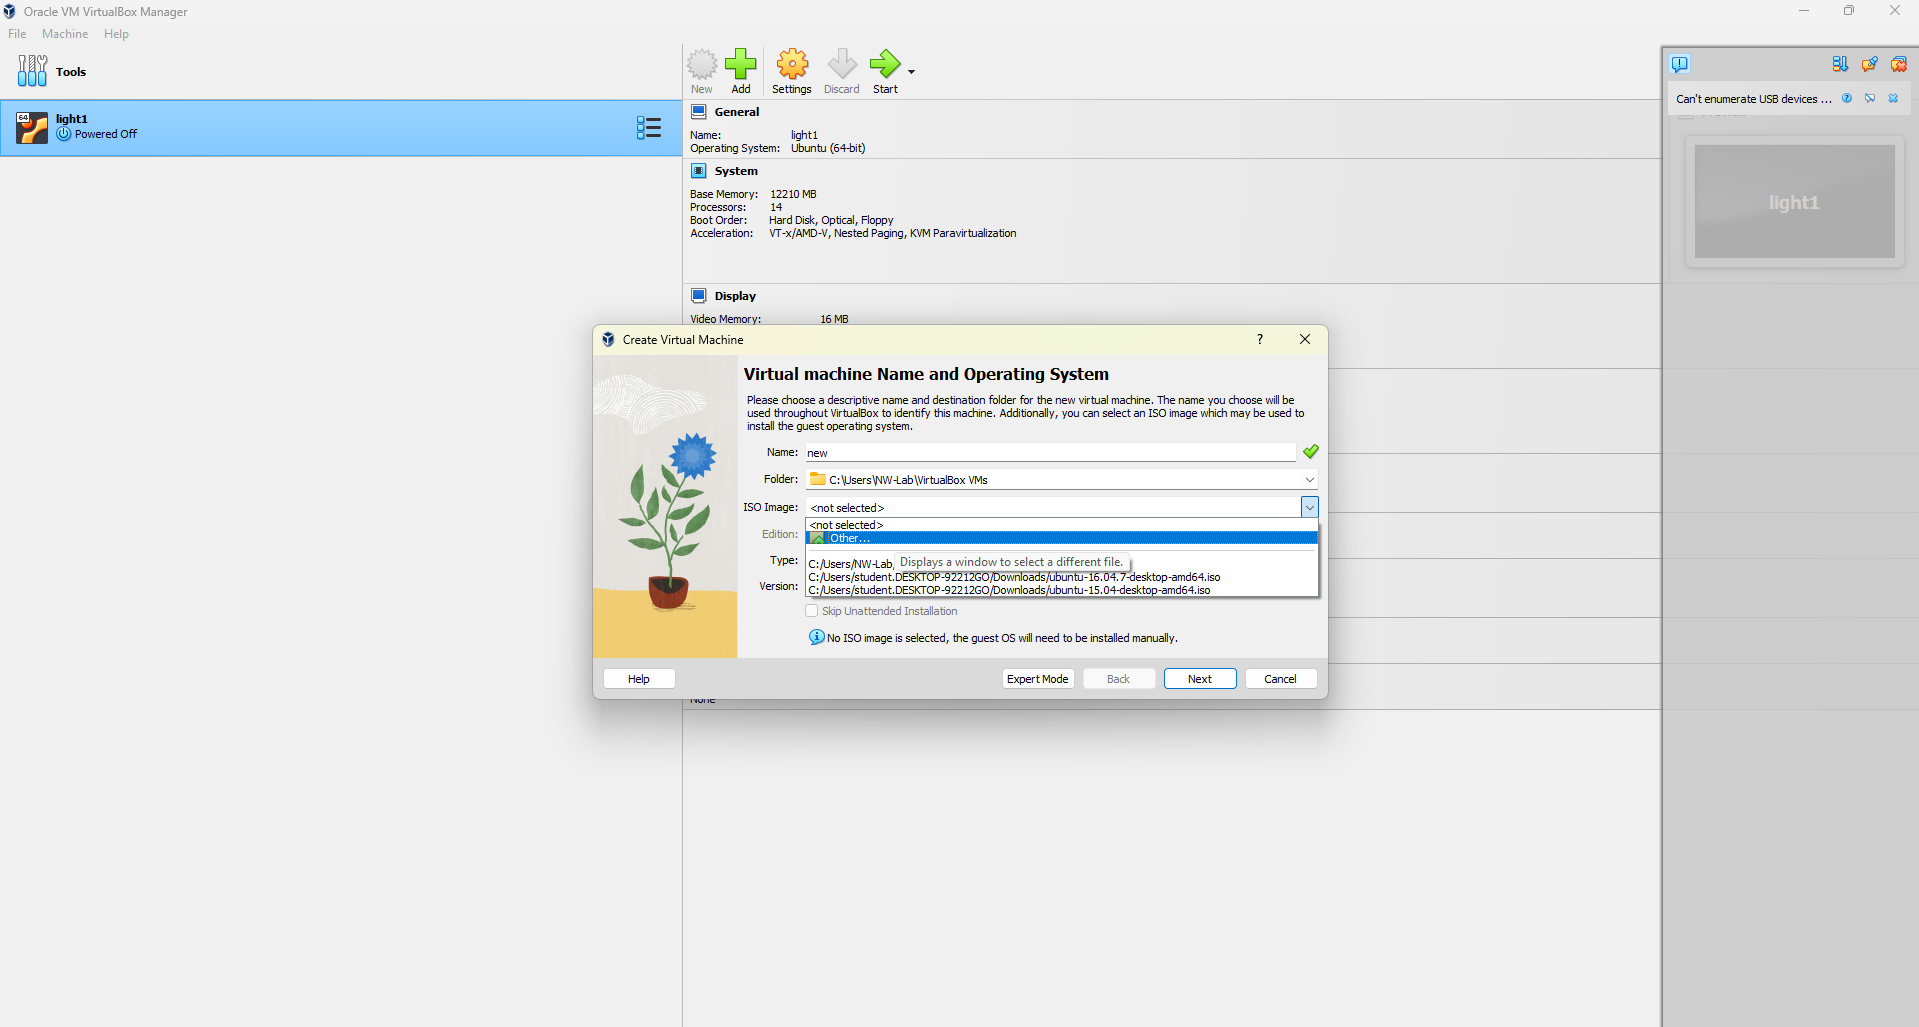 Oracle VM VirtualBox Manager
File Machine Help
Tools
New Add Settings Discard Start
Can't enumerate USB devices ...
64
light1
Powered Off
General
Name: light1
Operating System: Ubuntu (64-bit)
System
Base Memory: 12210 MB
Processors: 14
Boot Order: Hard Disk, Optical, Floppy
Acceleration: VT-x/AMD-V, Nested Paging, KVM Paravirtualization
light1
Display
Video Memory: 16 MB
Create Virtual Machine
Virtual machine Name and Operating System
Please choose a descriptive name and destination folder for the new virtual machine. The name you choose will be
used throughout VirtualBox to identify this machine. Additionally, you can select an ISO image which may be used to
install the guest operating system.
Name: new
Folder: C:\Users\NW-Lab\VirtualBox VMs
ISO Image: <not selected>
<not selected>
Edition: Other...
Displays a window to select a different file.
Type: C:/Users/NW-Lab
C:/Users/student.DESKTOP-92212GO/Downloads/ubuntu-16.04.7-desktop-amd64.iso
Version: C:/Users/student.DESKTOP-92212GO/Downloads/ubuntu-15.04-desktop-amd64.iso
Skip Unattended Installation
No ISO image is selected, the guest OS will need to be installed manually.
Help Expert Mode Back Next Cancel
None